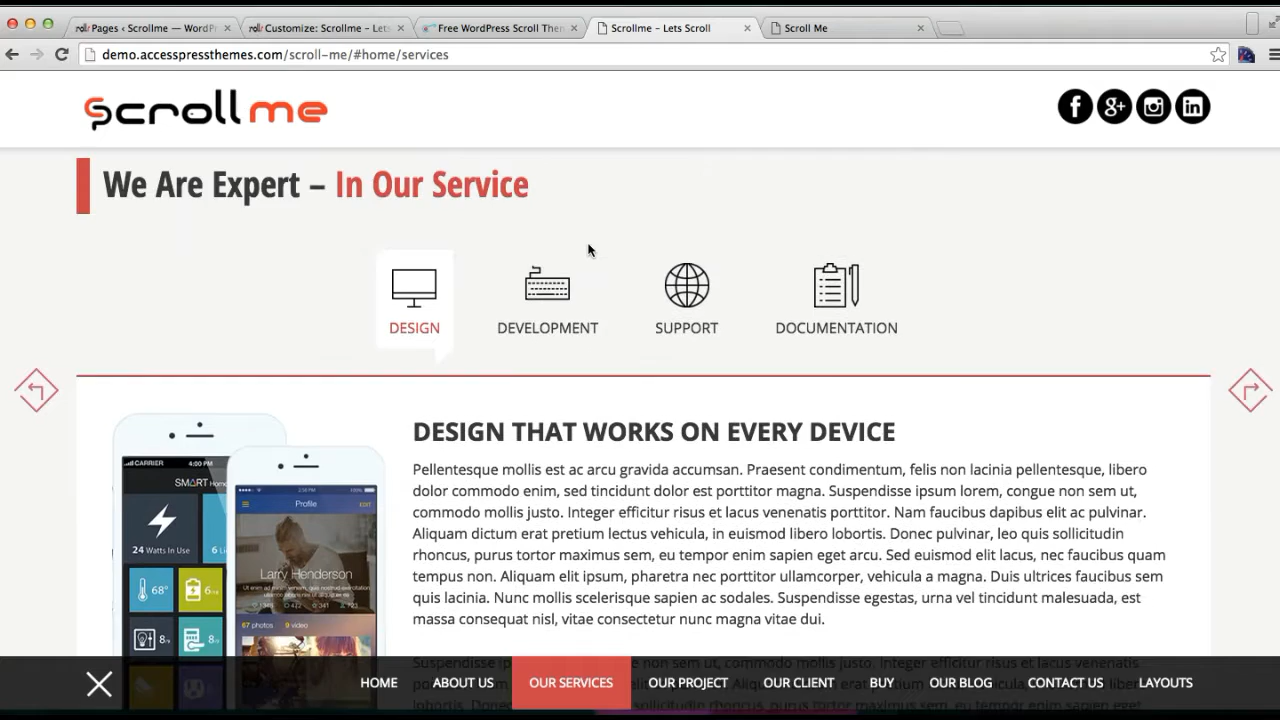 Pages ‹ Scrollme — WordPr
Customize: Scrollme – Lets
Free WordPress Scroll Them
Scrollme – Lets Scroll
Scroll Me
demo.accesspressthemes.com/scroll-me/#home/services
scroll me
We Are Expert – In Our Service
DESIGN
DEVELOPMENT
SUPPORT
DOCUMENTATION
DESIGN THAT WORKS ON EVERY DEVICE
Pellentesque mollis est ac arcu gravida accumsan. Praesent condimentum, felis non lacinia pellentesque, libero
dolor commodo enim, sed tincidunt dolor est porttitor magna. Suspendisse ipsum lorem, congue non sem ut,
commodo mollis justo. Integer efficitur risus et lacus venenatis porttitor. Nam faucibus dapibus elit ac pulvinar.
Aliquam dictum erat pretium lectus vehicula, in euismod libero lobortis. Donec pulvinar, leo quis sollicitudin
rhoncus, purus tortor maximus sem, eu tempor enim sapien eget arcu. Sed euismod elit lacus, nec faucibus quam
tempus non. Aliquam elit ipsum, pharetra nec porttitor ullamcorper, vehicula a magna. Duis ultrices faucibus sem
quis lacinia. Nunc mollis scelerisque sapien ac sodales. Suspendisse egestas, urna vel tincidunt malesuada, est
massa consequat nisl, vitae consectetur nunc magna vitae dui.
CARRIER 4:00 PM
SMART Home
24 Watts In Use
68°
Profile
Larry Henderson
67 photos 9 video
HOME
ABOUT US
OUR SERVICES
OUR PROJECT
OUR CLIENT
BUY
OUR BLOG
CONTACT US
LAYOUTS